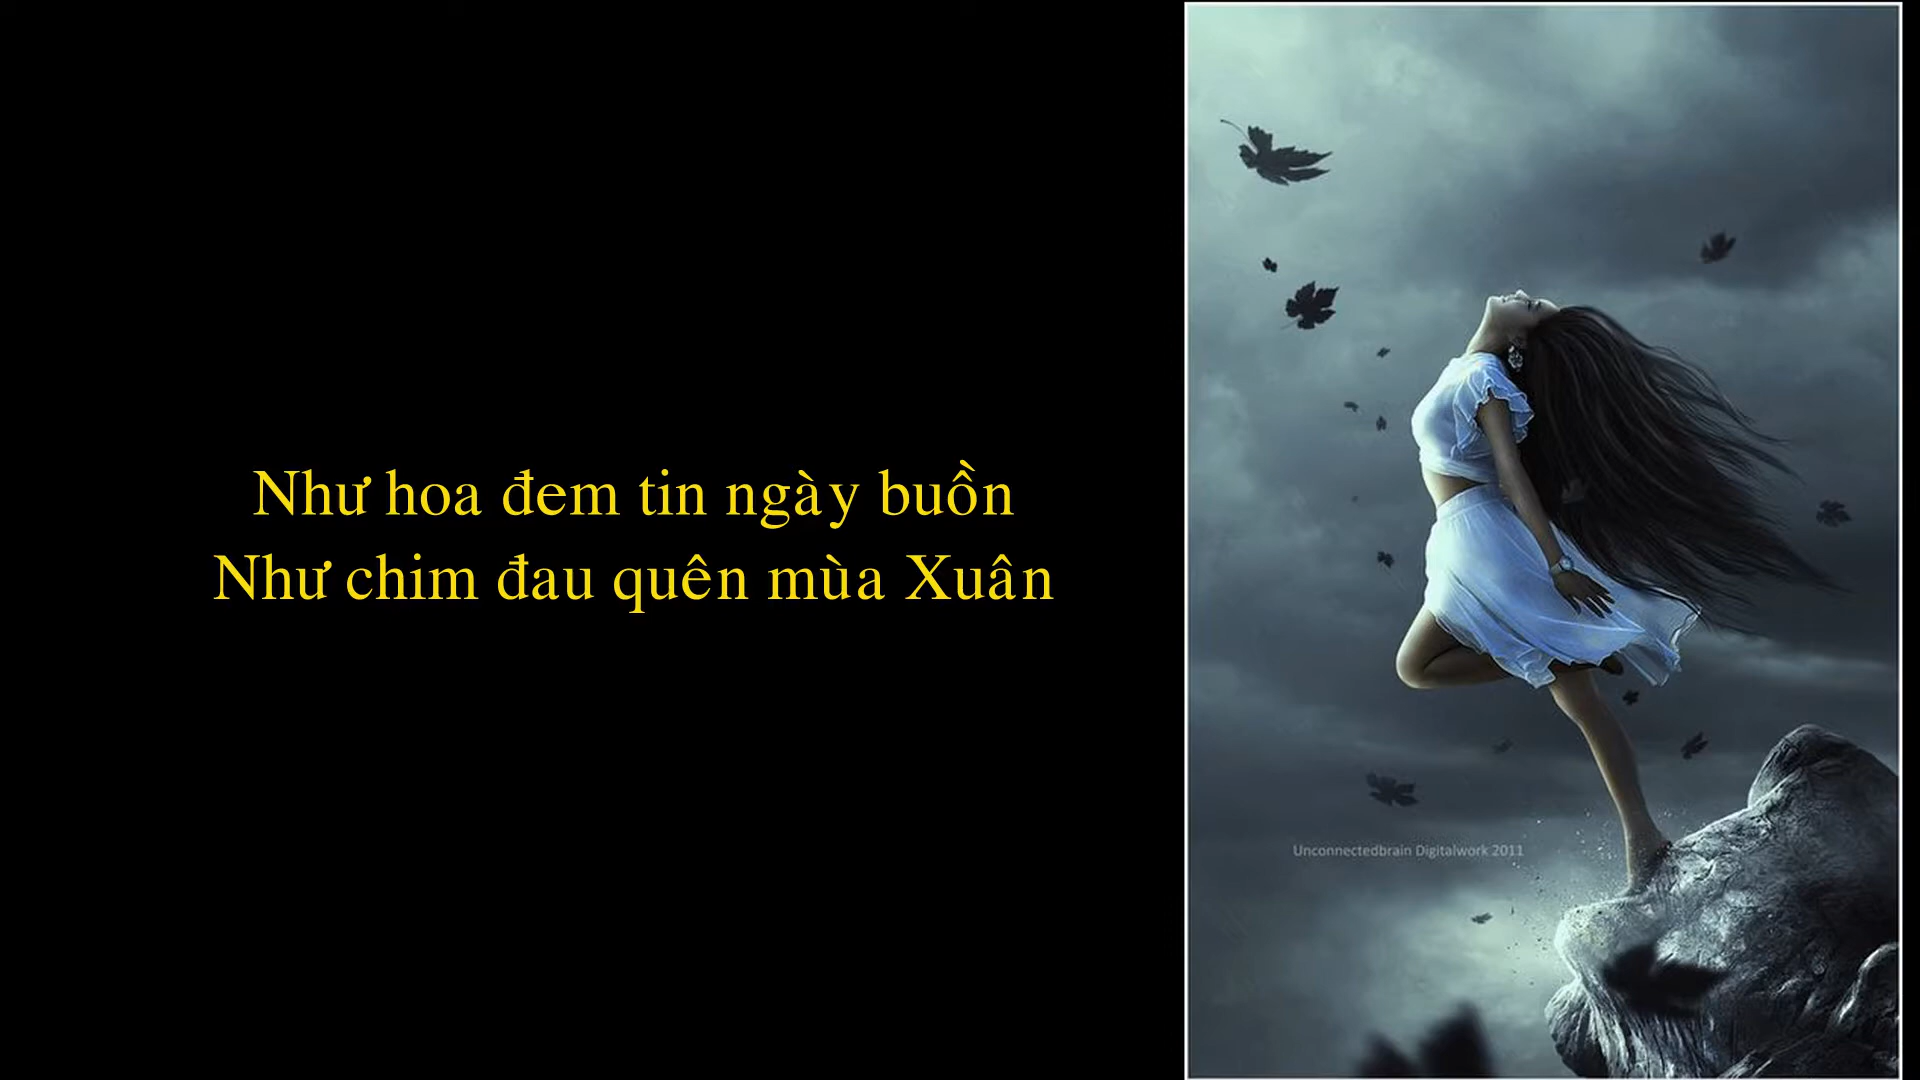 Như hoa đem tin ngày buồn
Như chim đau quên mùa Xuân
Unconnectedbrain Digitalwork 2011